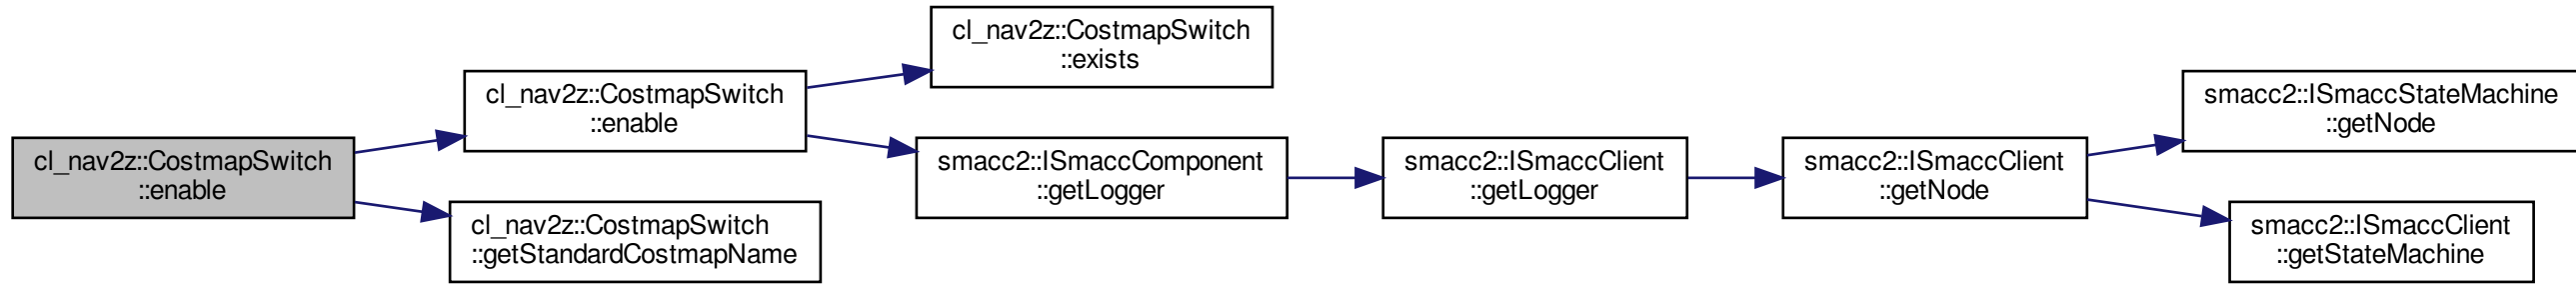 cl_nav2z::CostmapSwitch
::enable
cl_nav2z::CostmapSwitch
::enable
cl_nav2z::CostmapSwitch
::getStandardCostmapName
cl_nav2z::CostmapSwitch
::exists
smacc2::ISmaccComponent
::getLogger
smacc2::ISmaccClient
::getLogger
smacc2::ISmaccClient
::getNode
smacc2::ISmaccStateMachine
::getNode
smacc2::ISmaccClient
::getStateMachine